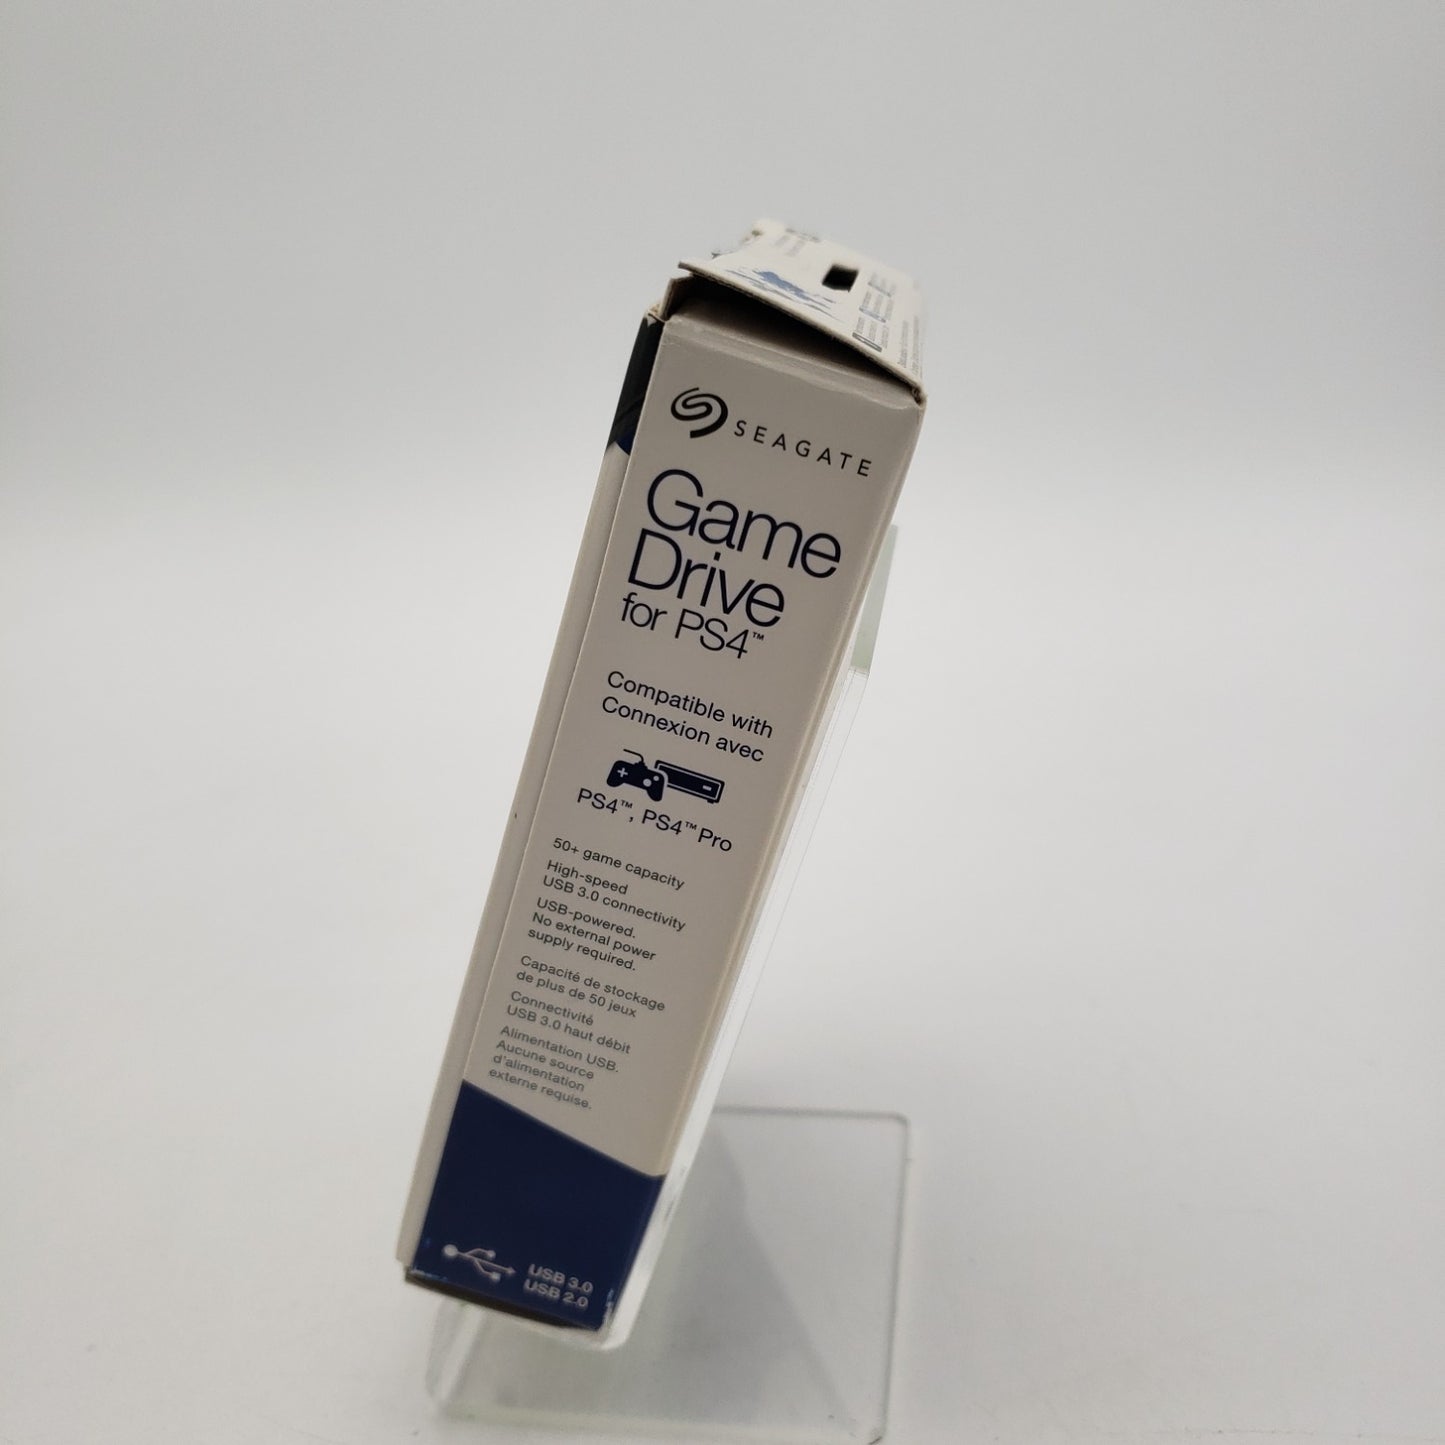 SEAGATE
Game
Drive
for PS4™
Compatible with
Connexion avec
PS4™, PS4™ Pro
50+ game capacity
High-speed
USB 3.0 connectivity
USB-powered.
No external power
supply required.
Capacité de stockage
de plus de 50 jeux
Connectivité
USB 3.0 haut débit
Alimentation USB.
Aucune source
d'alimentation
externe requise.
USB 3.0
USB 2.0